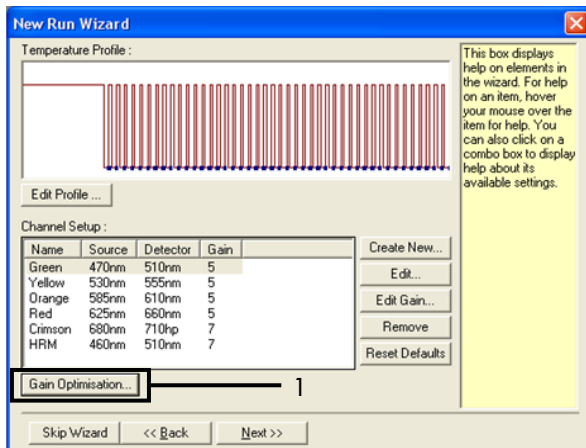 New Run Wizard
Temperature Profile :
This box displays
help on elements in
the wizard. For help
on an item, hover
your mouse over the
item for help. You
can also click on a
combo box to display
help about its
available settings.
Edit Profile ...
Channel Setup :
Name Source Detector Gain
Green 470nm 510nm 5
Yellow 530nm 555nm 5
Orange 585nm 610nm 5
Red 625nm 660nm 5
Crimson 680nm 710hp 7
HRM 460nm 510nm 7
Create New...
Edit...
Edit Gain...
Remove
Reset Defaults
Gain Optimisation...
1
Skip Wizard << Back Next >>